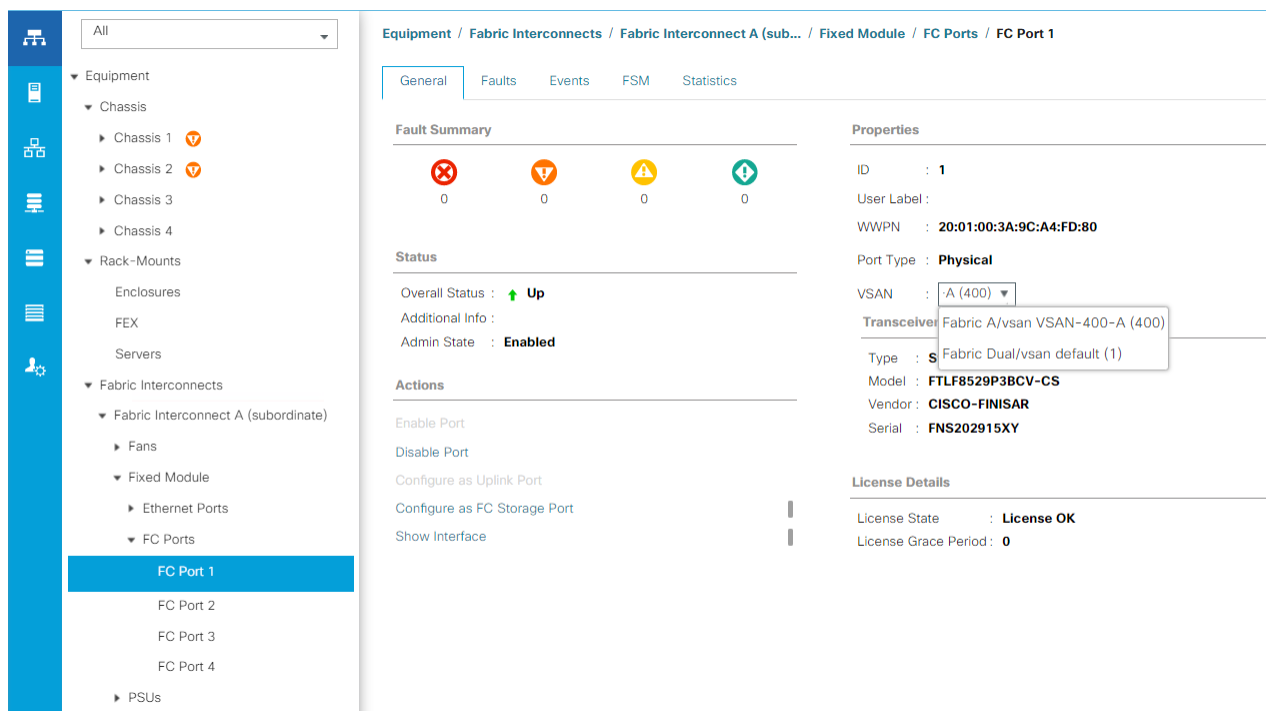 All
Equipment
Chassis
Chassis 1
Chassis 2
Chassis 3
Chassis 4
Rack-Mounts
Enclosures
FEX
Servers
Fabric Interconnects
Fabric Interconnect A (subordinate)
Fans
Fixed Module
Ethernet Ports
FC Ports
FC Port 1
FC Port 2
FC Port 3
FC Port 4
PSUs
Equipment / Fabric Interconnects / Fabric Interconnect A (sub... / Fixed Module / FC Ports / FC Port 1
General Faults Events FSM Statistics
Fault Summary
0 0 0 0
Status
Overall Status : Up
Additional Info :
Admin State : Enabled
Actions
Enable Port
Disable Port
Configure as Uplink Port
Configure as FC Storage Port
Show Interface
Properties
ID : 1
User Label :
WWPN : 20:01:00:3A:9C:A4:FD:80
Port Type : Physical
VSAN : -A (400)
Fabric A/vsan VSAN-400-A (400)
Fabric Dual/vsan default (1)
Transceiver
Type : S
Model : FTLF8529P3BCV-CS
Vendor : CISCO-FINISAR
Serial : FNS202915XY
License Details
License State : License OK
License Grace Period : 0